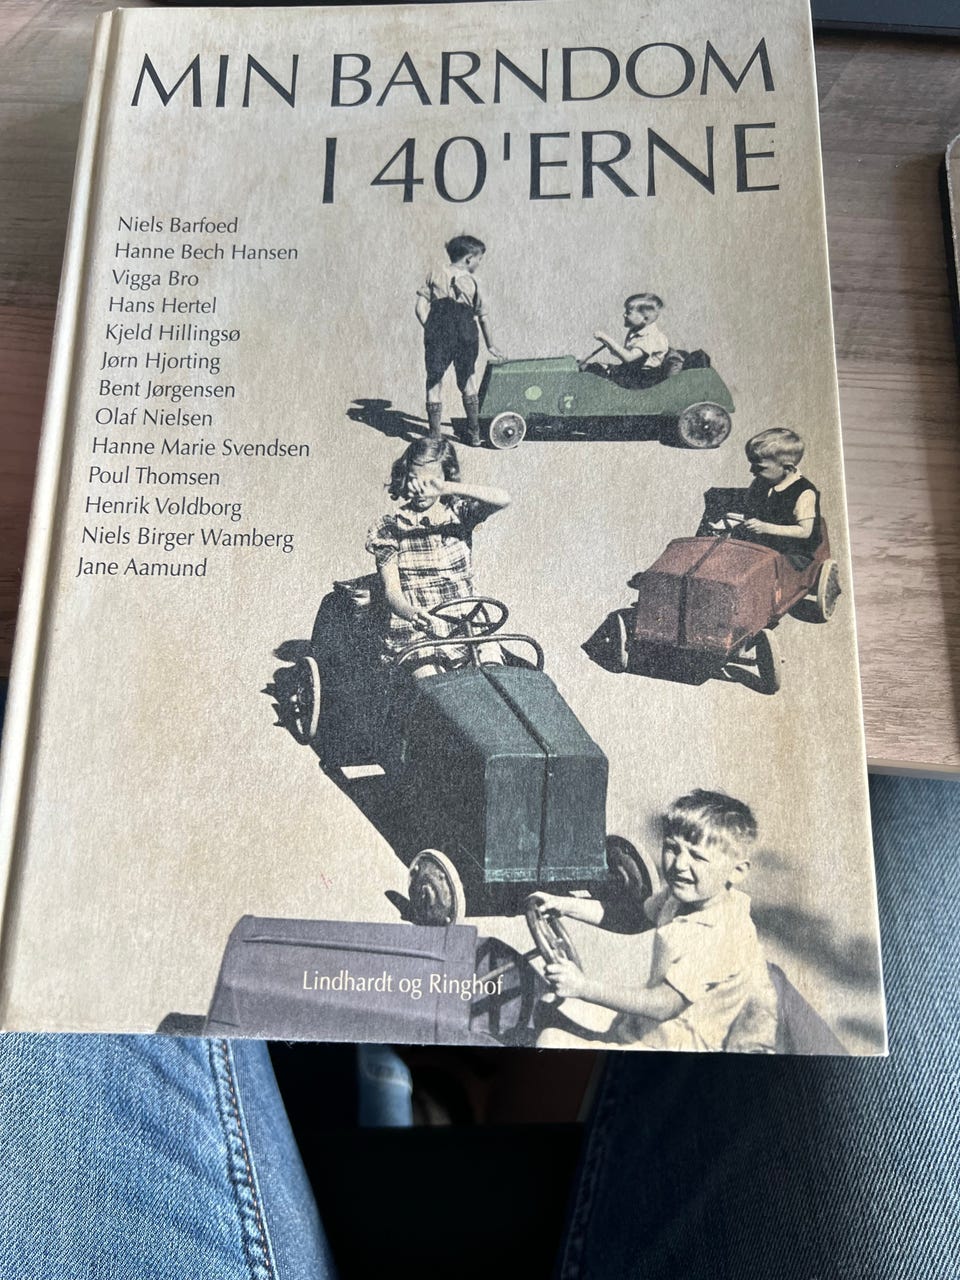 MIN BARNDOM
I 40'ERNE
Niels Barfoed
Hanne Bech Hansen
Vigga Bro
Hans Hertel
Kjeld Hillingsø
Jørn Hjorting
Bent Jørgensen
Olaf Nielsen
Hanne Marie Svendsen
Poul Thomsen
Henrik Voldborg
Niels Birger Wamberg
Jane Aamund
7
Lindhardt og Ringhof